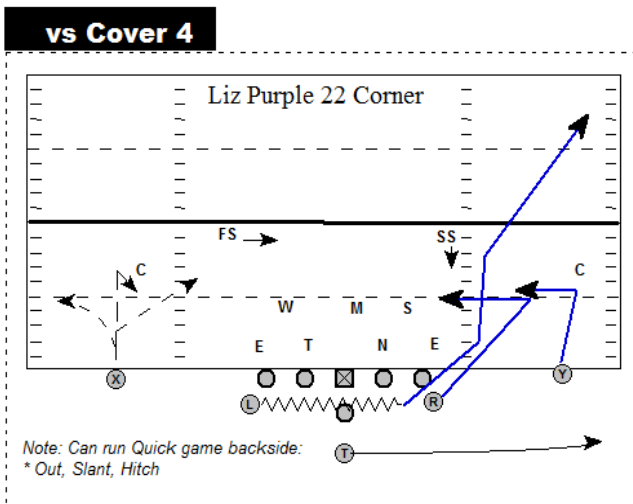 vs Cover 4
Liz Purple 22 Corner
FS
SS
C
C
W
M
S
E
T
N
E
X
Y
L
R
T
Note: Can run Quick game backside:
* Out, Slant, Hitch